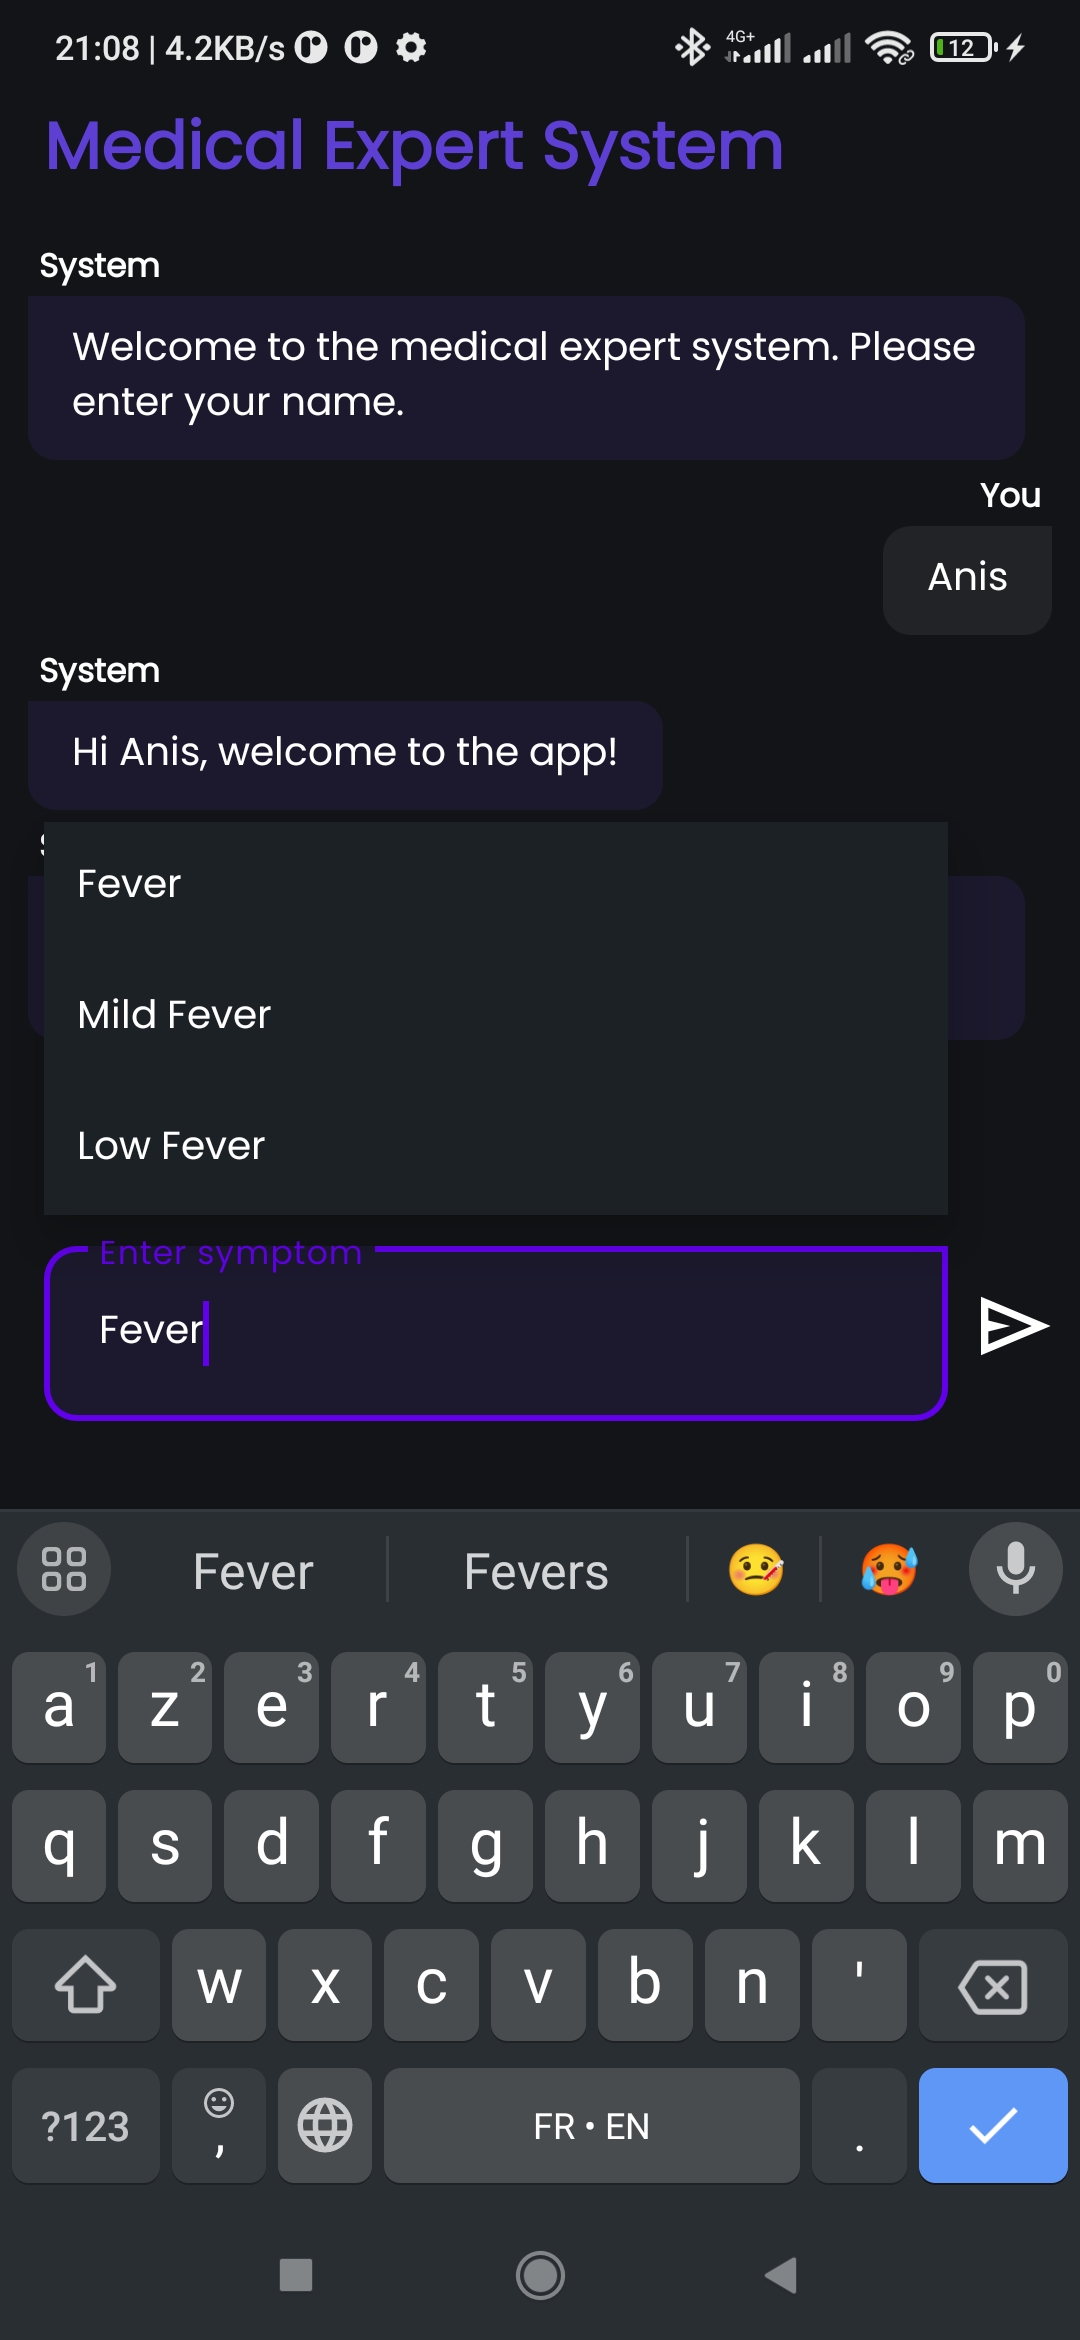 21:08 | 4.2KB/s 4G+ 12
Medical Expert System
System
Welcome to the medical expert system. Please
enter your name.
You
Anis
System
Hi Anis, welcome to the app!
Fever
Mild Fever
Low Fever
Enter symptom
Fever
Fever Fevers
a 1 z 2 e 3 r 4 t 5 y 6 u 7 i 8 o 9 p 0
q s d f g h j k l m
w x c v b n '
?123 , FR • EN .